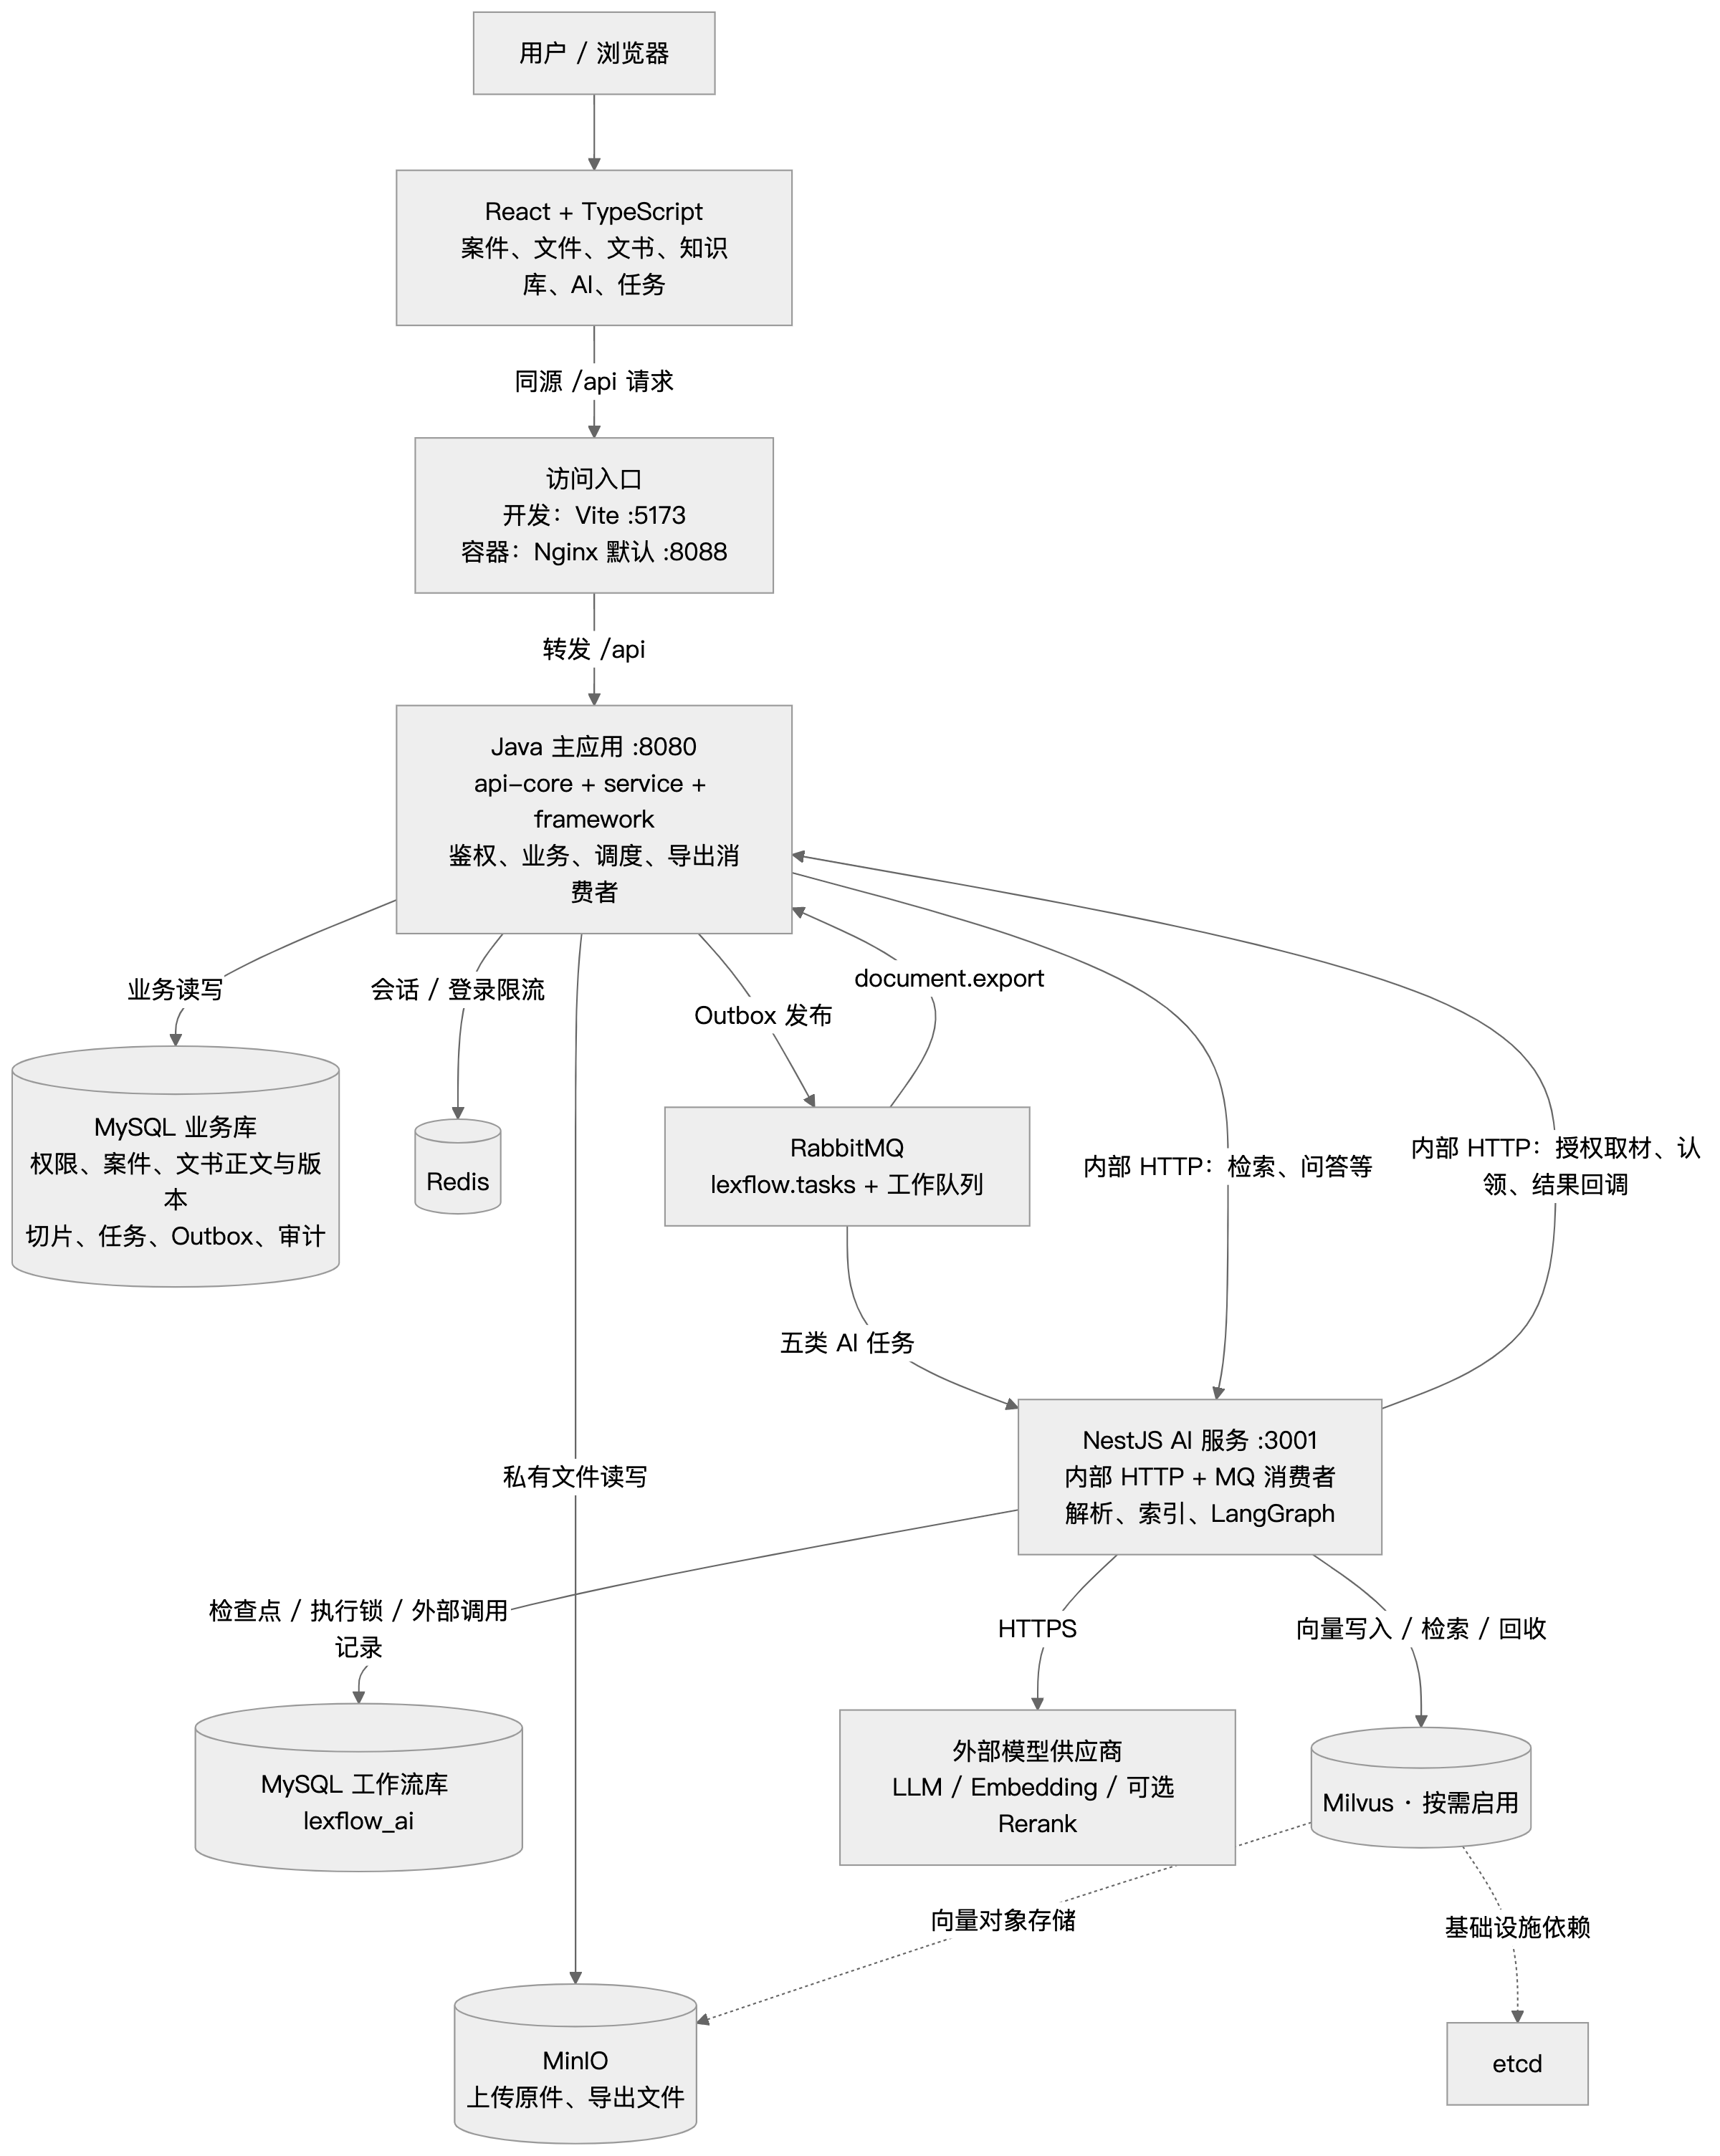 用户 / 浏览器
React + TypeScript
案件、文件、文书、知识
库、AI、任务
同源 /api 请求
访问入口
开发：Vite :5173
容器：Nginx 默认 :8088
转发 /api
Java 主应用 :8080
api-core + service +
framework
鉴权、业务、调度、导出消
费者
业务读写
会话 / 登录限流
document.export
Outbox 发布
MySQL 业务库
权限、案件、文书正文与版
本
切片、任务、Outbox、审计
Redis
RabbitMQ
lexflow.tasks + 工作队列
内部 HTTP：检索、问答等
内部 HTTP：授权取材、认
领、结果回调
五类 AI 任务
NestJS AI 服务 :3001
内部 HTTP + MQ 消费者
解析、索引、LangGraph
私有文件读写
检查点 / 执行锁 / 外部调用
记录
HTTPS
向量写入 / 检索 / 回收
MySQL 工作流库
lexflow_ai
外部模型供应商
LLM / Embedding / 可选
Rerank
Milvus · 按需启用
向量对象存储
基础设施依赖
MinIO
上传原件、导出文件
etcd